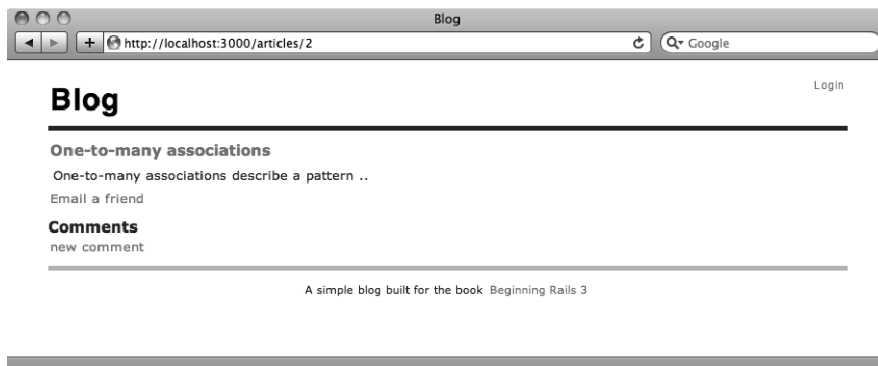 Blog
http://localhost:3000/articles/2
Google
Login
Blog
One-to-many associations
One-to-many associations describe a pattern ..
Email a friend
Comments
new comment
A simple blog built for the book Beginning Rails 3